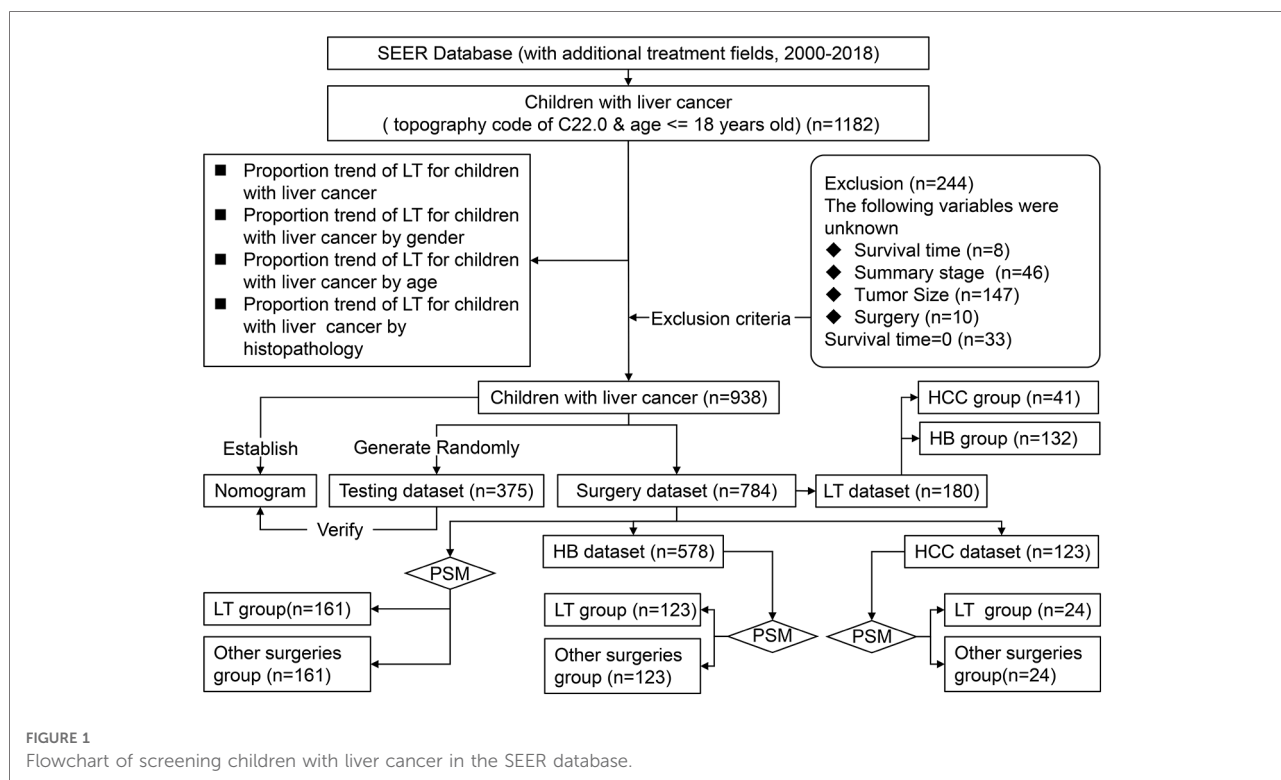 SEER Database (with additional treatment fields, 2000-2018)
Children with liver cancer
( topography code of C22.0 & age <= 18 years old) (n=1182)
■ Proportion trend of LT for children
with liver cancer
■ Proportion trend of LT for children
with liver cancer by gender
■ Proportion trend of LT for children
with liver cancer by age
■ Proportion trend of LT for children
with liver cancer by
histopathology
Exclusion (n=244)
The following variables were
unknown
◆ Survival time (n=8)
◆ Summary stage (n=46)
◆ Tumor Size (n=147)
◆ Surgery (n=10)
Survival time=0 (n=33)
Exclusion criteria
Children with liver cancer (n=938)
HCC group (n=41)
HB group (n=132)
Establish
Generate Randomly
Nomogram
Testing dataset (n=375)
Surgery dataset (n=784)
LT dataset (n=180)
Verify
PSM
HB dataset (n=578)
HCC dataset (n=123)
LT group(n=161)
Other surgeries
group (n=161)
LT group (n=123)
Other surgeries
group (n=123)
PSM
PSM
LT group (n=24)
Other surgeries
group(n=24)
FIGURE 1
Flowchart of screening children with liver cancer in the SEER database.